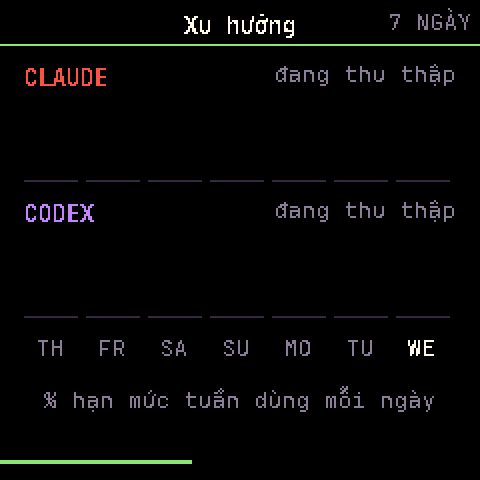 Xu hướng 7 NGÀY
CLAUDE đang thu thập
CODEX đang thu thập
TH FR SA SU MO TU WE
% hạn mức tuần dùng mỗi ngày